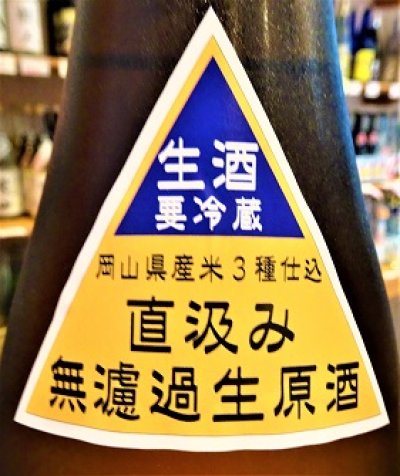 生酒
要冷蔵
岡山県産米3種仕込
直汲み
無濾過生原酒